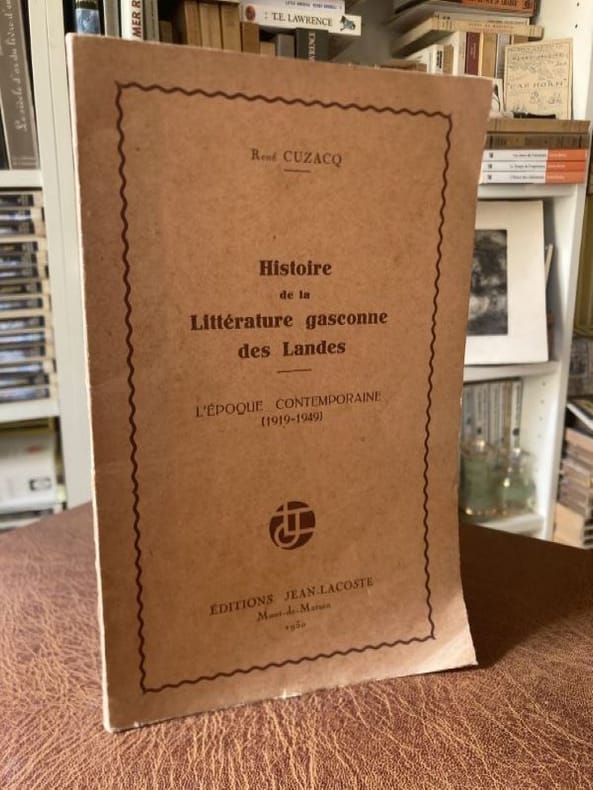 René CUZACQ
Histoire
de la
Littérature gasconne
des Landes
L'ÉPOQUE CONTEMPORAINE
(1919-1949)
ÉDITIONS JEAN-LACOSTE
Mont-de-Marsan
1950
T.E. LAWRENCE
"CAP HORN"